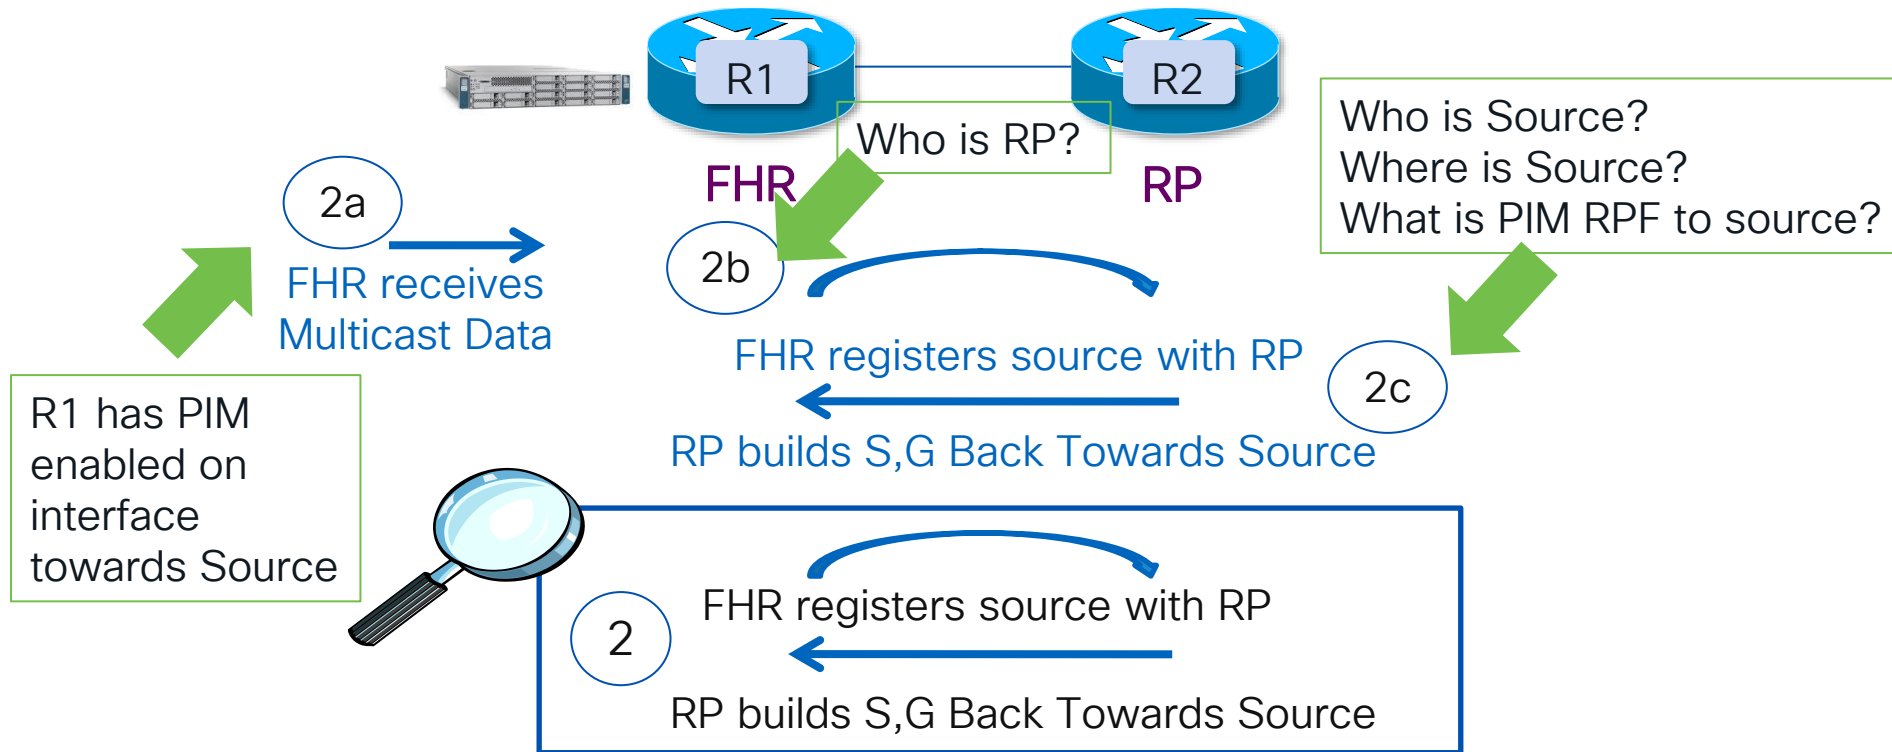 R1
R2
Who is RP?
FHR
RP
Who is Source?
Where is Source?
What is PIM RPF to source?
2a
FHR receives
Multicast Data
2b
FHR registers source with RP
2c
RP builds S,G Back Towards Source
R1 has PIM
enabled on
interface
towards Source
2
FHR registers source with RP
RP builds S,G Back Towards Source